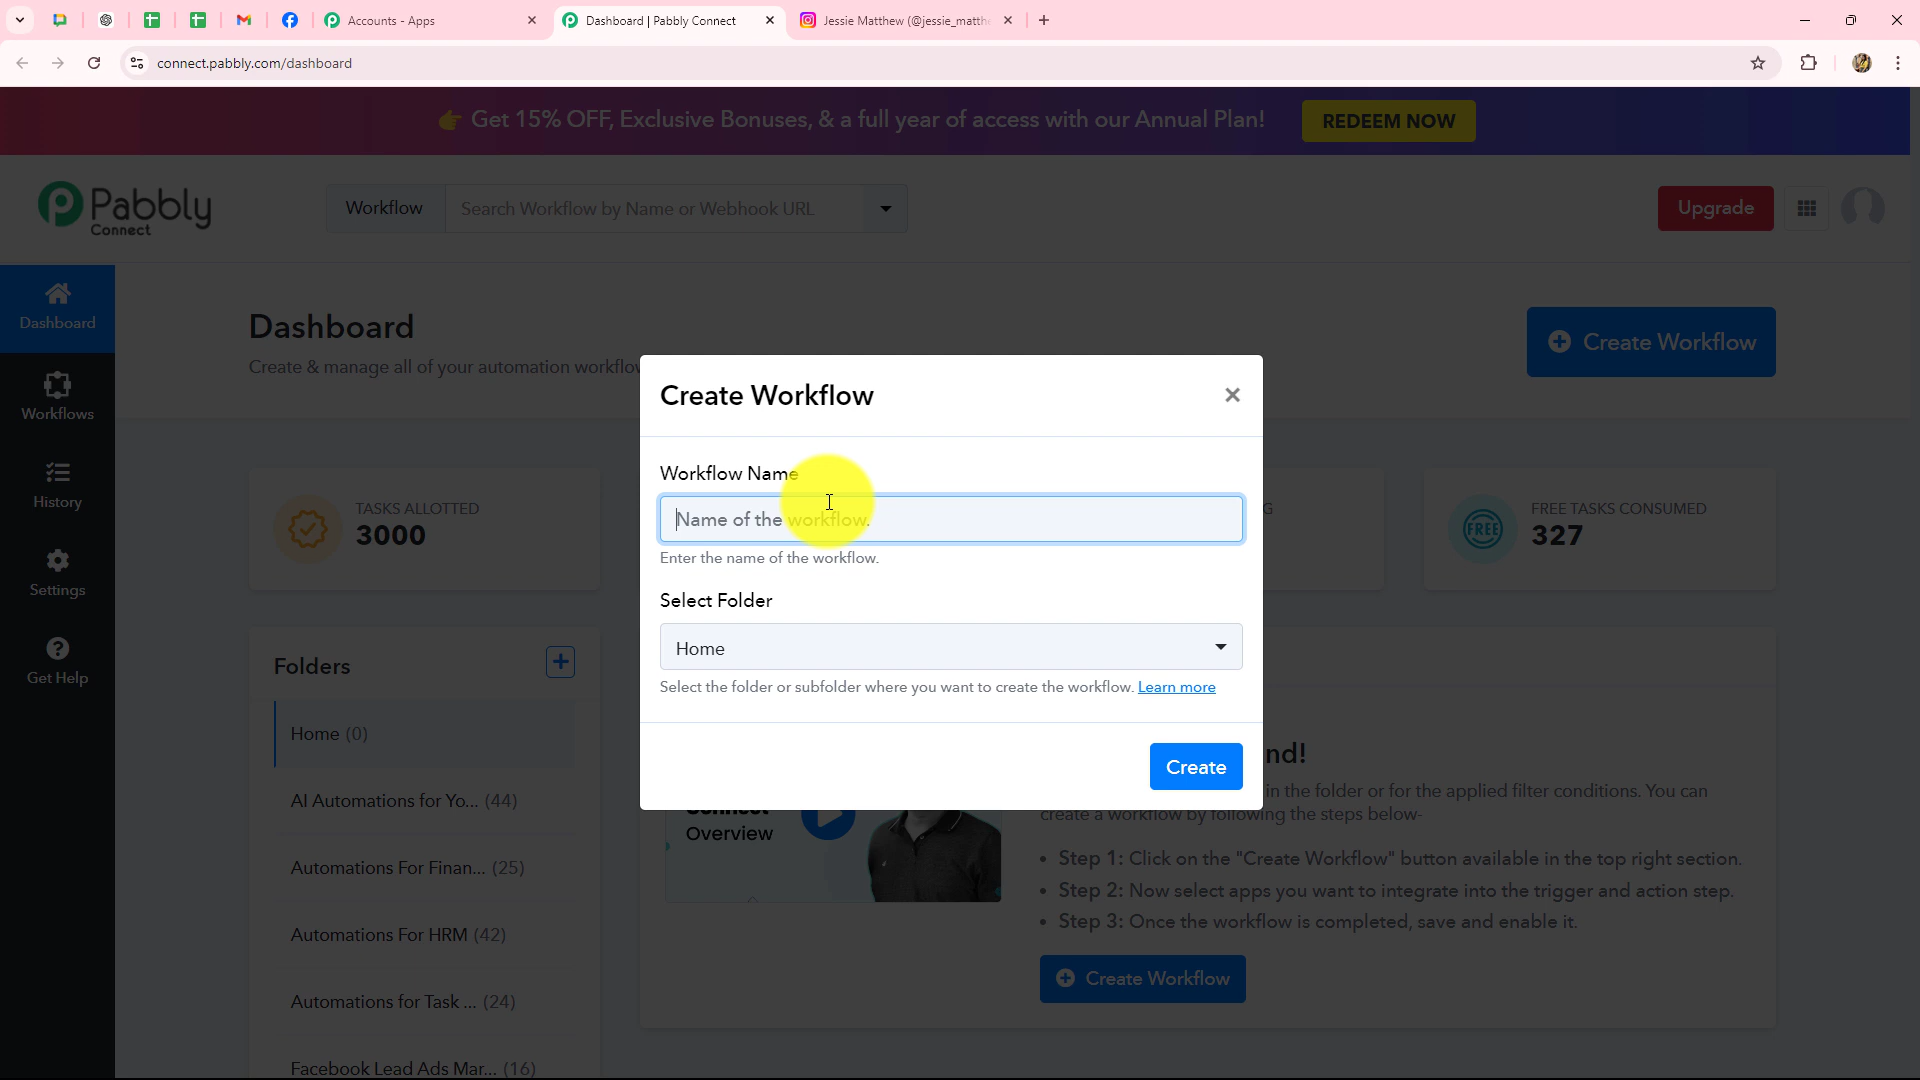 Accounts - Apps
Dashboard | Pabbly Connect
Jessie Matthew (@jessie_matth
connect.pabbly.com/dashboard
👉 Get 15% OFF, Exclusive Bonuses, & a full year of access with our Annual Plan!
REDEEM NOW
Pabbly
Connect
Workflow
Search Workflow by Name or Webhook URL
Upgrade
Dashboard
Workflows
History
Settings
Get Help
Dashboard
Create & manage all of your automation workflow
Create Workflow
TASKS ALLOTTED
3000
G
FREE
FREE TASKS CONSUMED
327
Create Workflow
Workflow Name
Name of the workflow.
Enter the name of the workflow.
Select Folder
Home
Select the folder or subfolder where you want to create the workflow. Learn more
Create
Folders
Home (0)
AI Automations for Yo... (44)
Automations For Finan... (25)
Automations For HRM (42)
Automations for Task ... (24)
Facebook Lead Ads Mar... (16)
Connect
Overview
nd!
in the folder or for the applied filter conditions. You can
create a workflow by following the steps below-
• Step 1: Click on the "Create Workflow" button available in the top right section.
• Step 2: Now select apps you want to integrate into the trigger and action step.
• Step 3: Once the workflow is completed, save and enable it.
Create Workflow